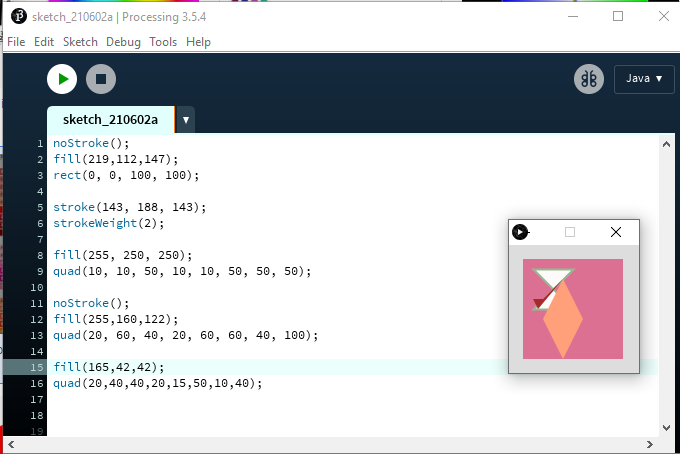 sketch_210602a | Processing 3.5.4
File Edit Sketch Debug Tools Help
Java ▼
sketch_210602a ▼
1 noStroke();
2 fill(219,112,147);
3 rect(0, 0, 100, 100);
4
5 stroke(143, 188, 143);
6 strokeWeight(2);
7
8 fill(255, 250, 250);
9 quad(10, 10, 50, 10, 10, 50, 50, 50);
10
11 noStroke();
12 fill(255,160,122);
13 quad(20, 60, 40, 20, 60, 60, 40, 100);
14
15 fill(165,42,42);
16 quad(20,40,40,20,15,50,10,40);
17
18
19